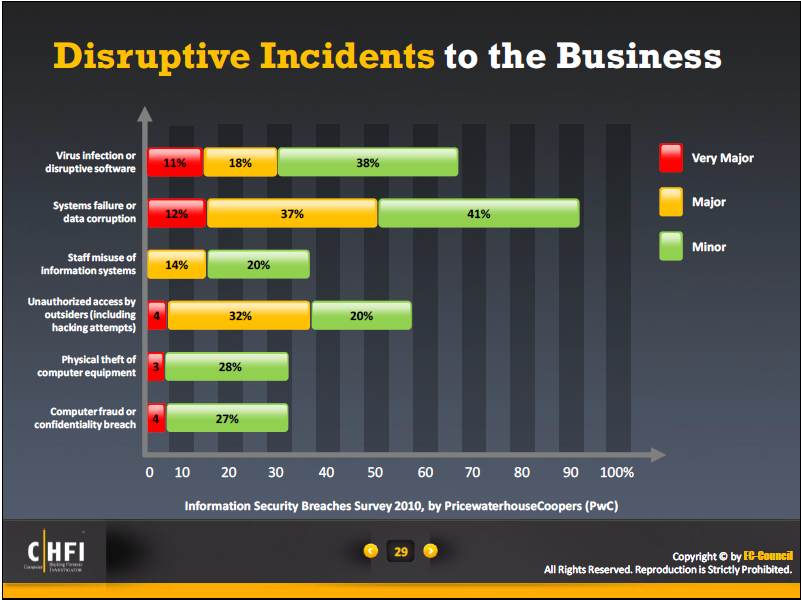 Disruptive Incidents to the Business
Virus infection or
disruptive software
11%
18%
38%
Very Major
Systems failure or
data corruption
12%
37%
41%
Major
Staff misuse of
information systems
14%
20%
Minor
Unauthorized access by
outsiders (including
hacking attempts)
4
32%
20%
Physical theft of
computer equipment
3
28%
Computer fraud or
confidentiality breach
4
27%
0 10 20 30 40 50 60 70 80 90 100%
Information Security Breaches Survey 2010, by PricewaterhouseCoopers (PwC)
CHFI
Computer Hacking Forensic
INVESTIGATOR
29
Copyright © by EC-Council
All Rights Reserved. Reproduction is Strictly Prohibited.